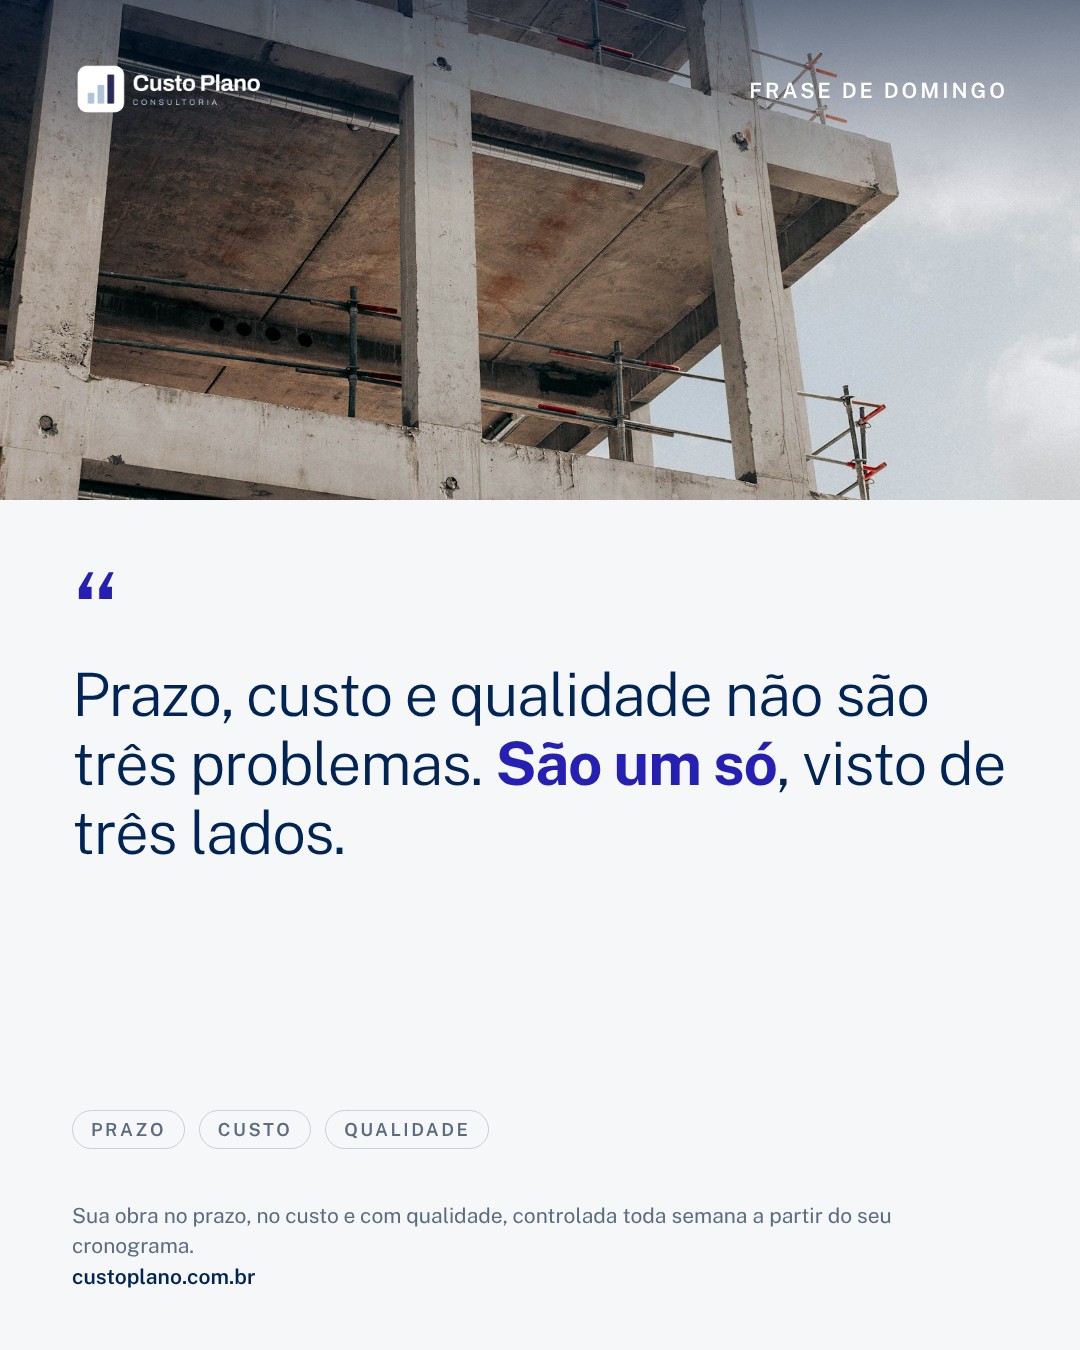 Custo Plano
CONSULTORIA
FRASE DE DOMINGO
“
Prazo, custo e qualidade não são
três problemas. São um só, visto de
três lados.
PRAZO CUSTO QUALIDADE
Sua obra no prazo, no custo e com qualidade, controlada toda semana a partir do seu
cronograma.
custoplano.com.br